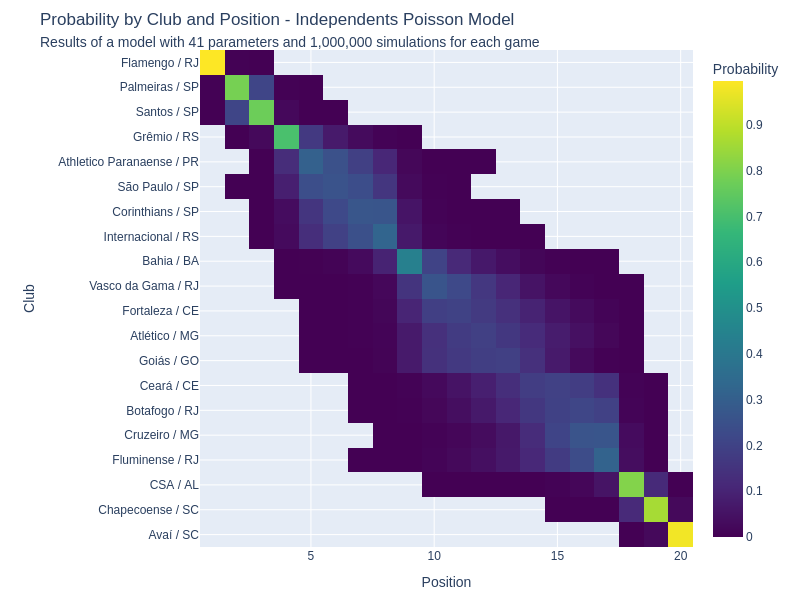 Probability by Club and Position - Independents Poisson Model
Results of a model with 41 parameters and 1,000,000 simulations for each game
Probability
Flamengo / RJ
Palmeiras / SP
Santos / SP
Grêmio / RS
Athletico Paranaense / PR
São Paulo / SP
Corinthians / SP
Internacional / RS
Bahia / BA
Vasco da Gama / RJ
Fortaleza / CE
Atlético / MG
Goiás / GO
Ceará / CE
Botafogo / RJ
Cruzeiro / MG
Fluminense / RJ
CSA / AL
Chapecoense / SC
Avaí / SC
Club
5
10
15
20
Position
0.9
0.8
0.7
0.6
0.5
0.4
0.3
0.2
0.1
0